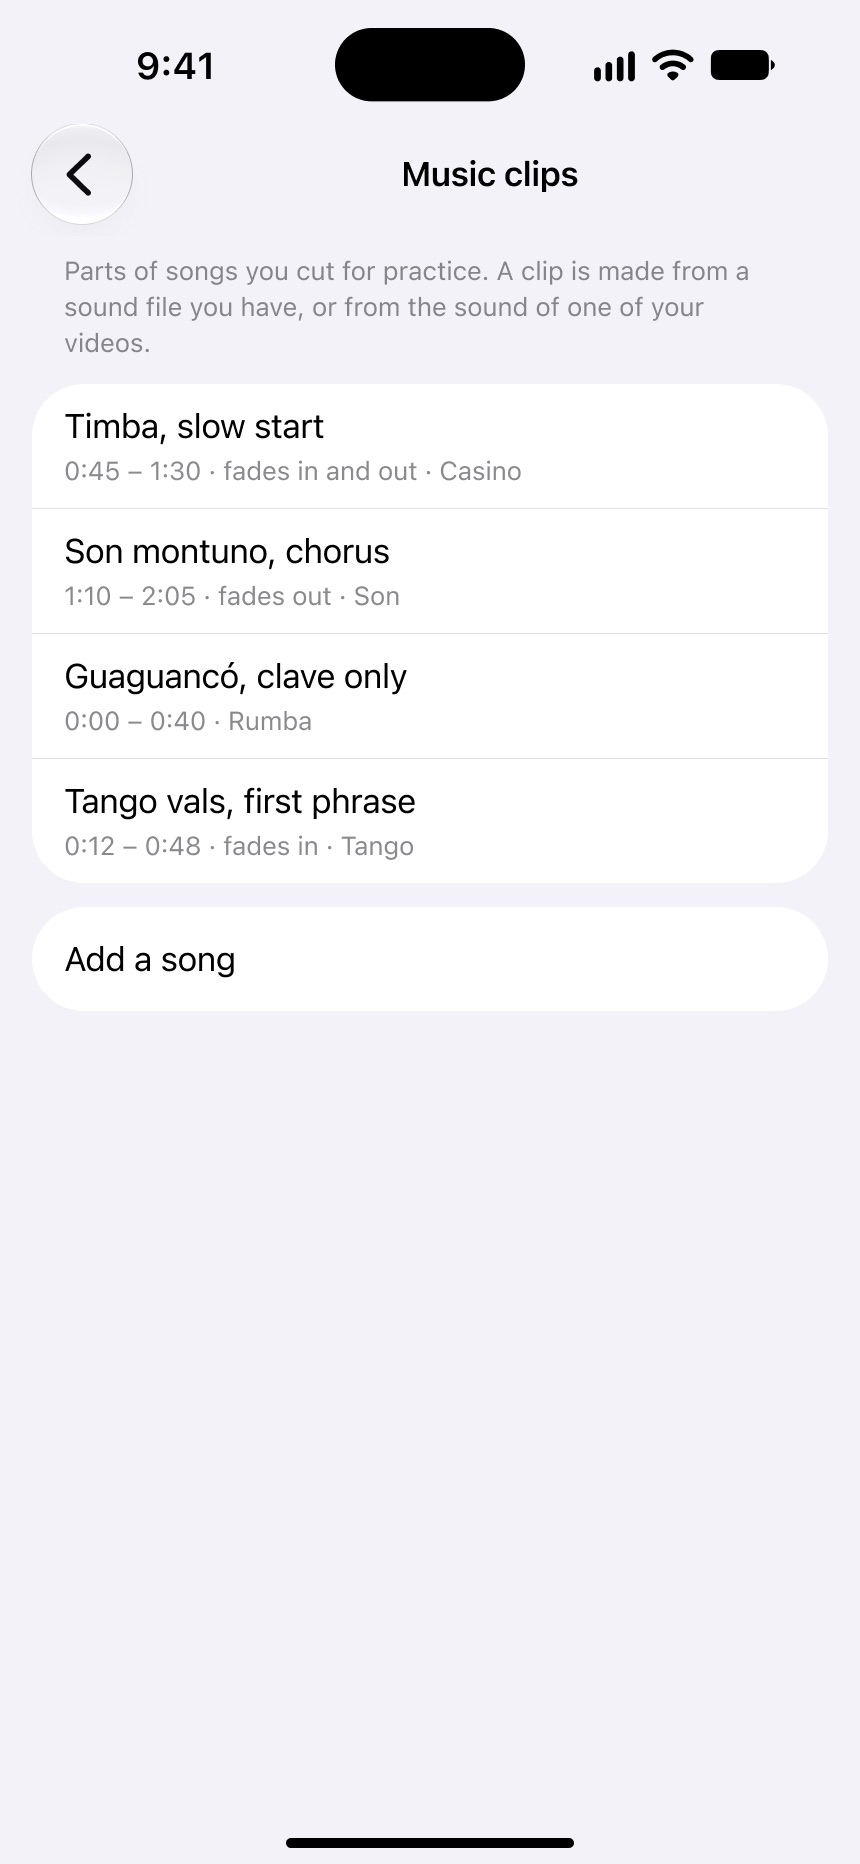 9:41
Music clips
Parts of songs you cut for practice. A clip is made from a
sound file you have, or from the sound of one of your
videos.
Timba, slow start
0:45 – 1:30 · fades in and out · Casino
Son montuno, chorus
1:10 – 2:05 · fades out · Son
Guaguancó, clave only
0:00 – 0:40 · Rumba
Tango vals, first phrase
0:12 – 0:48 · fades in · Tango
Add a song